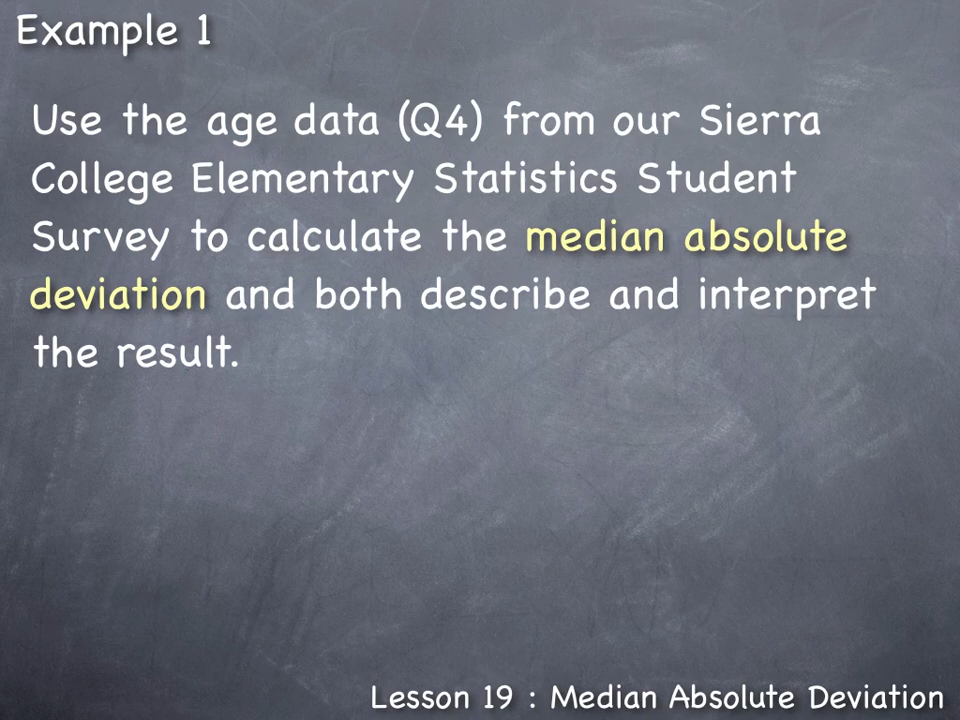 Example 1
Use the age data (Q4) from our Sierra
College Elementary Statistics Student
Survey to calculate the median absolute
deviation and both describe and interpret
the result.
Lesson 19 : Median Absolute Deviation